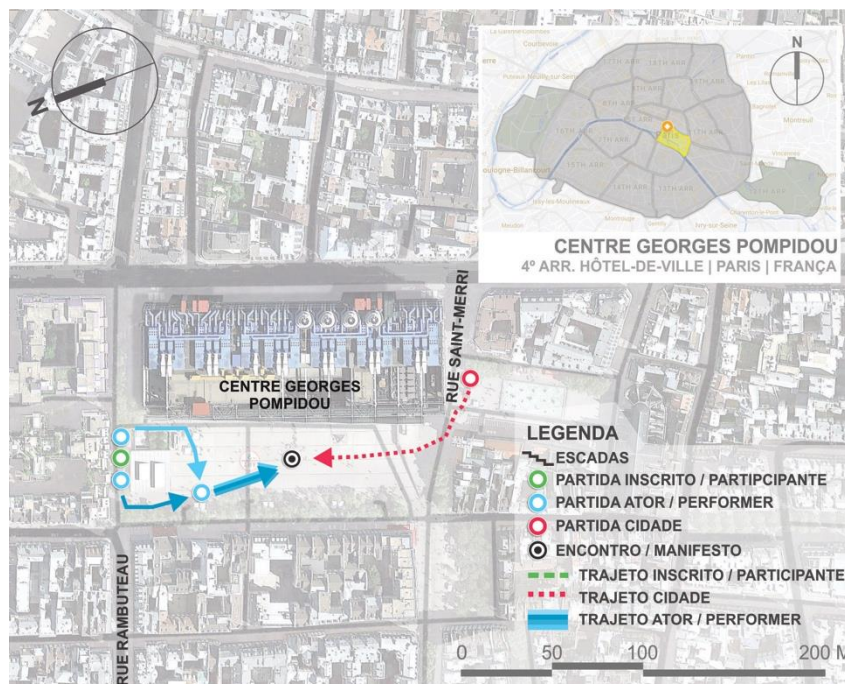 N
N
CENTRE GEORGES POMPIDOU
4º ARR. HÔTEL-DE-VILLE | PARIS | FRANÇA
RUE SAINT-MERRI
CENTRE GEORGES
POMPIDOU
RUE RAMBUTEAU
LEGENDA
ESCADAS
PARTIDA INSCRITO / PARTIPCIPANTE
PARTIDA ATOR / PERFORMER
PARTIDA CIDADE
ENCONTRO / MANIFESTO
TRAJETO INSCRITO / PARTICIPANTE
TRAJETO CIDADE
TRAJETO ATOR / PERFORMER
0 50 100 200 M